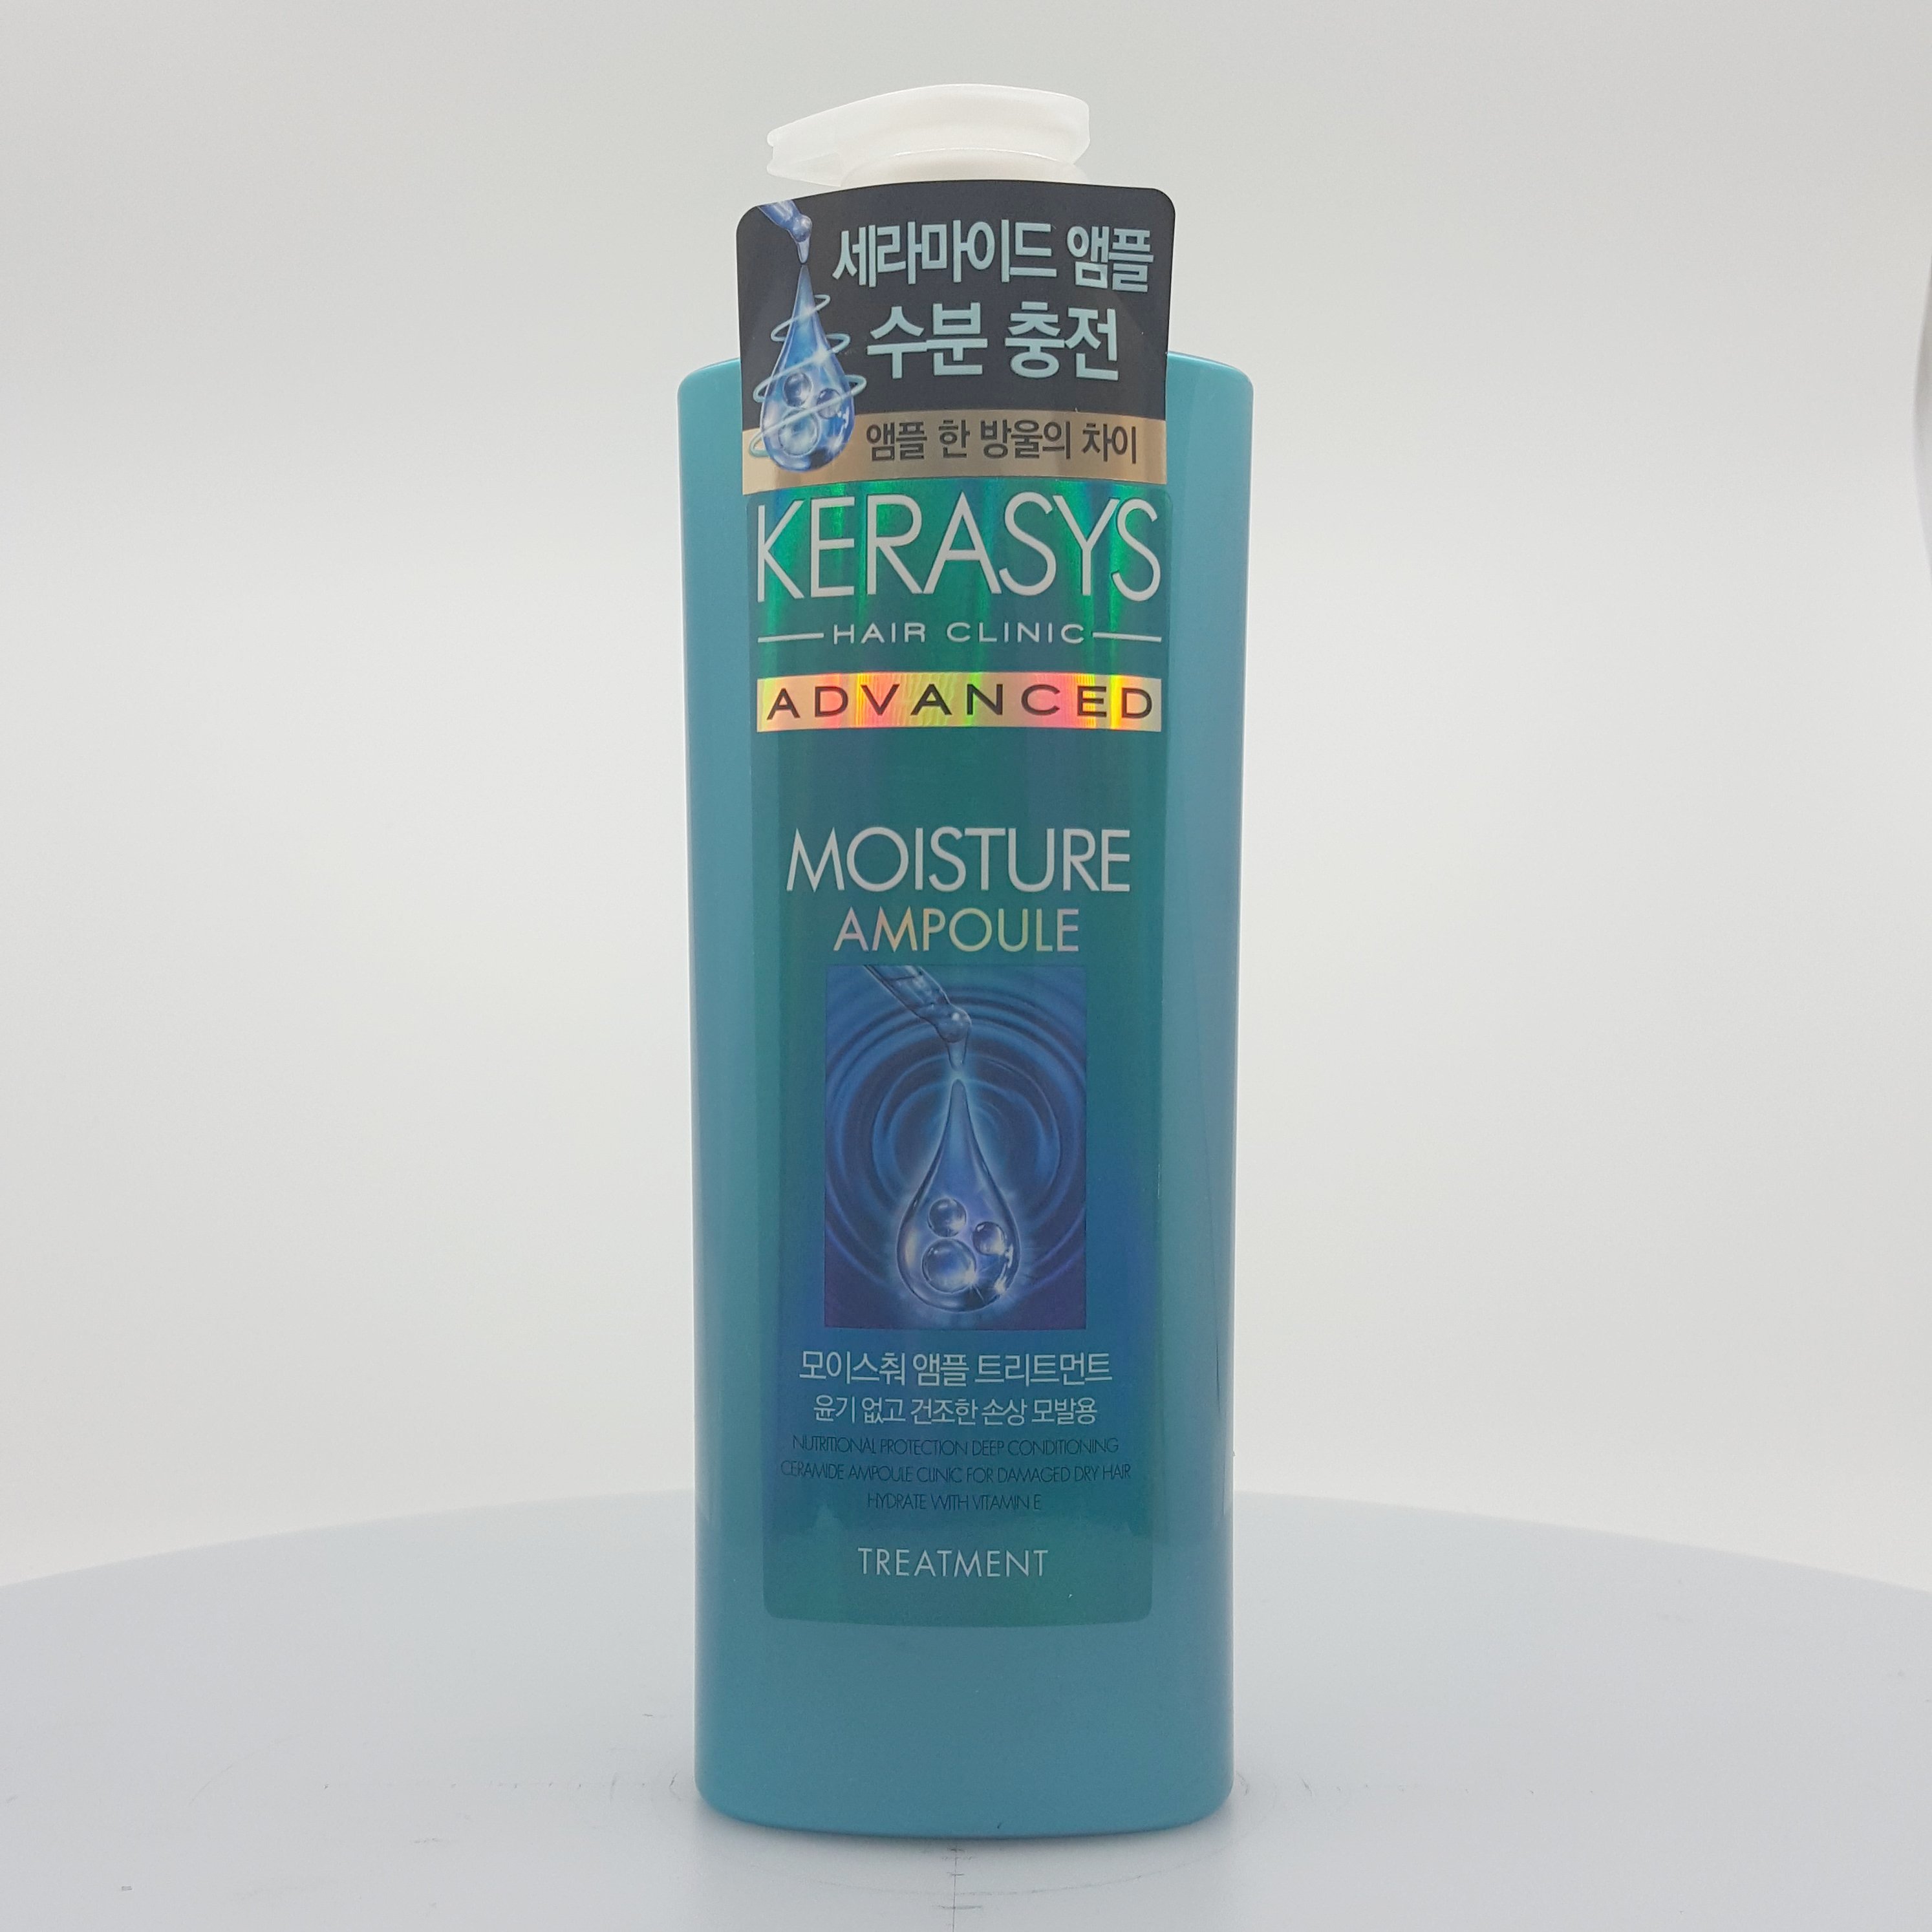 세라마이드 앰플
수분 충전
앰플 한 방울의 차이
KERASYS
HAIR CLINIC
ADVANCED
MOISTURE
AMPOULE
모이스춰 앰플 트리트먼트
윤기 없고 건조한 손상 모발용
NUTRITIONAL PROTECTION DEEP CONDITIONING
CERAMIDE AMPOULE CLINIC FOR DAMAGED DRY HAIR
HYDRATE WITH VITAMIN E
TREATMENT